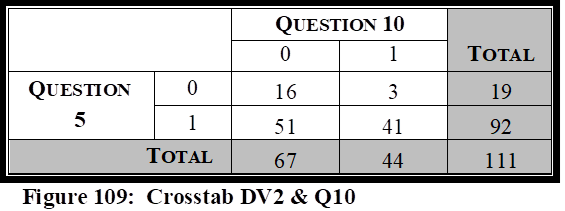 QUESTION 10
0 1 TOTAL
QUESTION 5 0 16 3 19
1 51 41 92
TOTAL 67 44 111
Figure 109: Crosstab DV2 & Q10